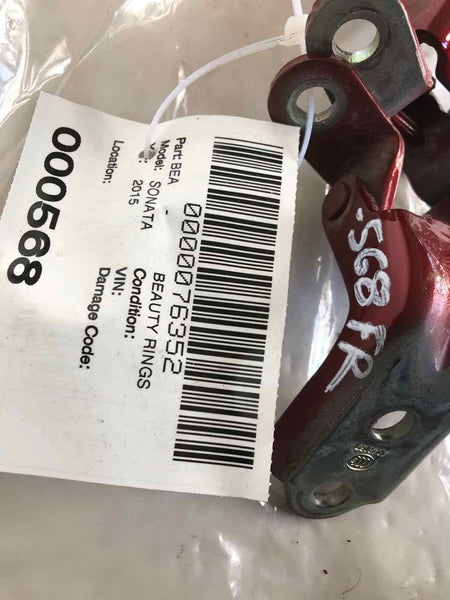 0000076352
Part: BEA - BEAUTY RINGS
Model: SONATA Condition:
2015 VIN:
Location: Damage Code:
000568
-568 FR